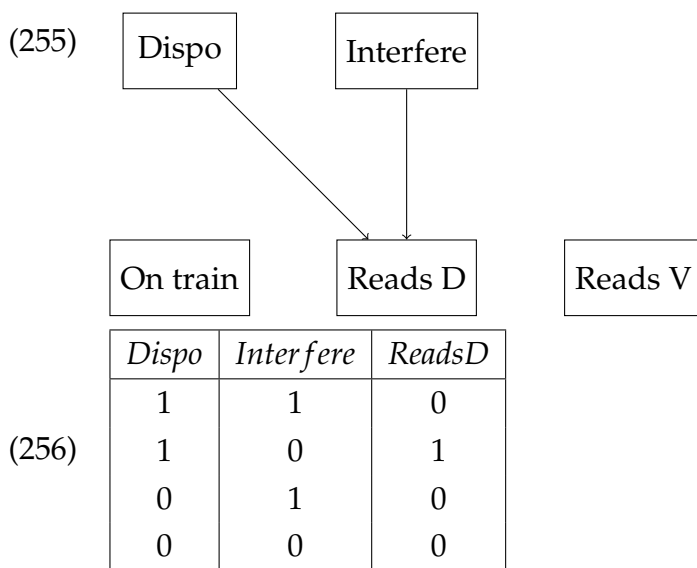 (255) Dispo Interfere
On train Reads D Reads V
Dispo Interfere ReadsD
1 1 0
(256) 1 0 1
0 1 0
0 0 0